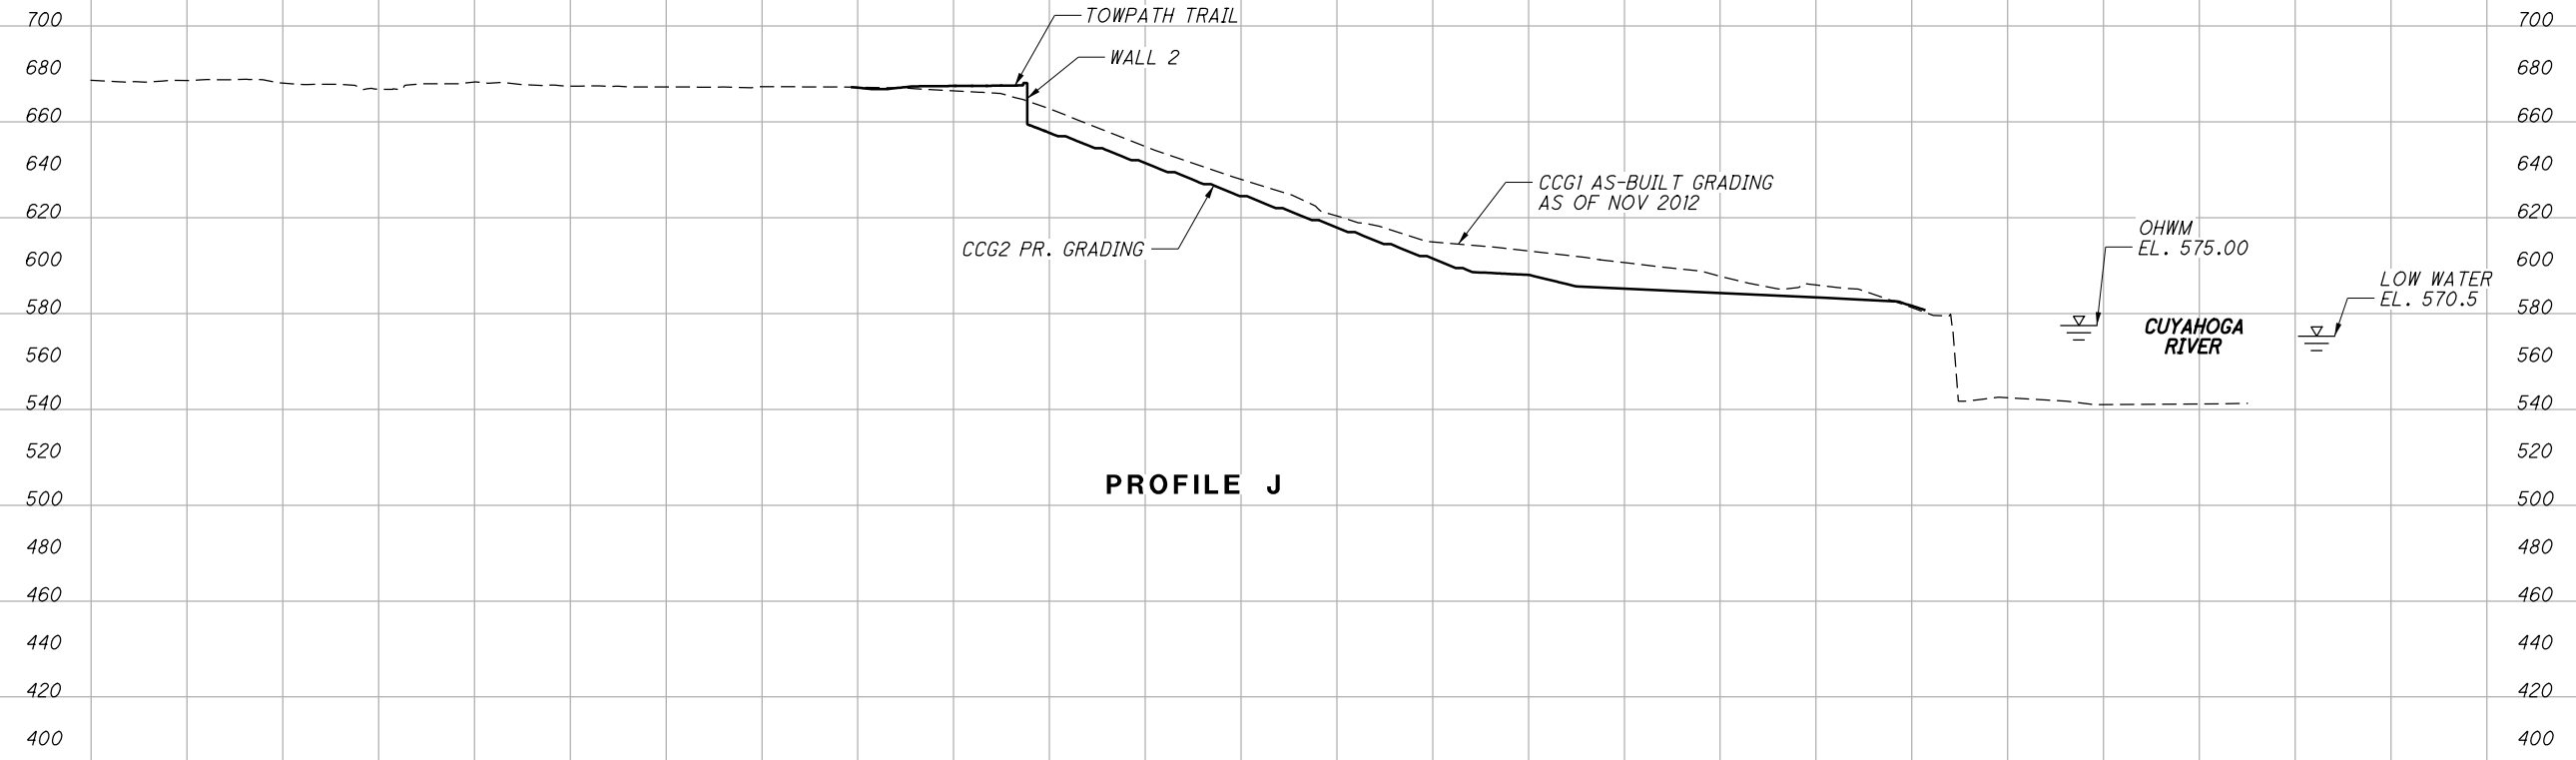 TOWPATH TRAIL
700 700
WALL 2
680 680
660 660
640 640
CCG1 AS-BUILT GRADING
AS OF NOV 2012
620 620
OHWM
EL. 575.00
CCG2 PR. GRADING
600 600
LOW WATER
EL. 570.5
580 580
CUYAHOGA
RIVER
560 560
540 540
520 520
PROFILE J
500 500
480 480
460 460
440 440
420 420
400 400